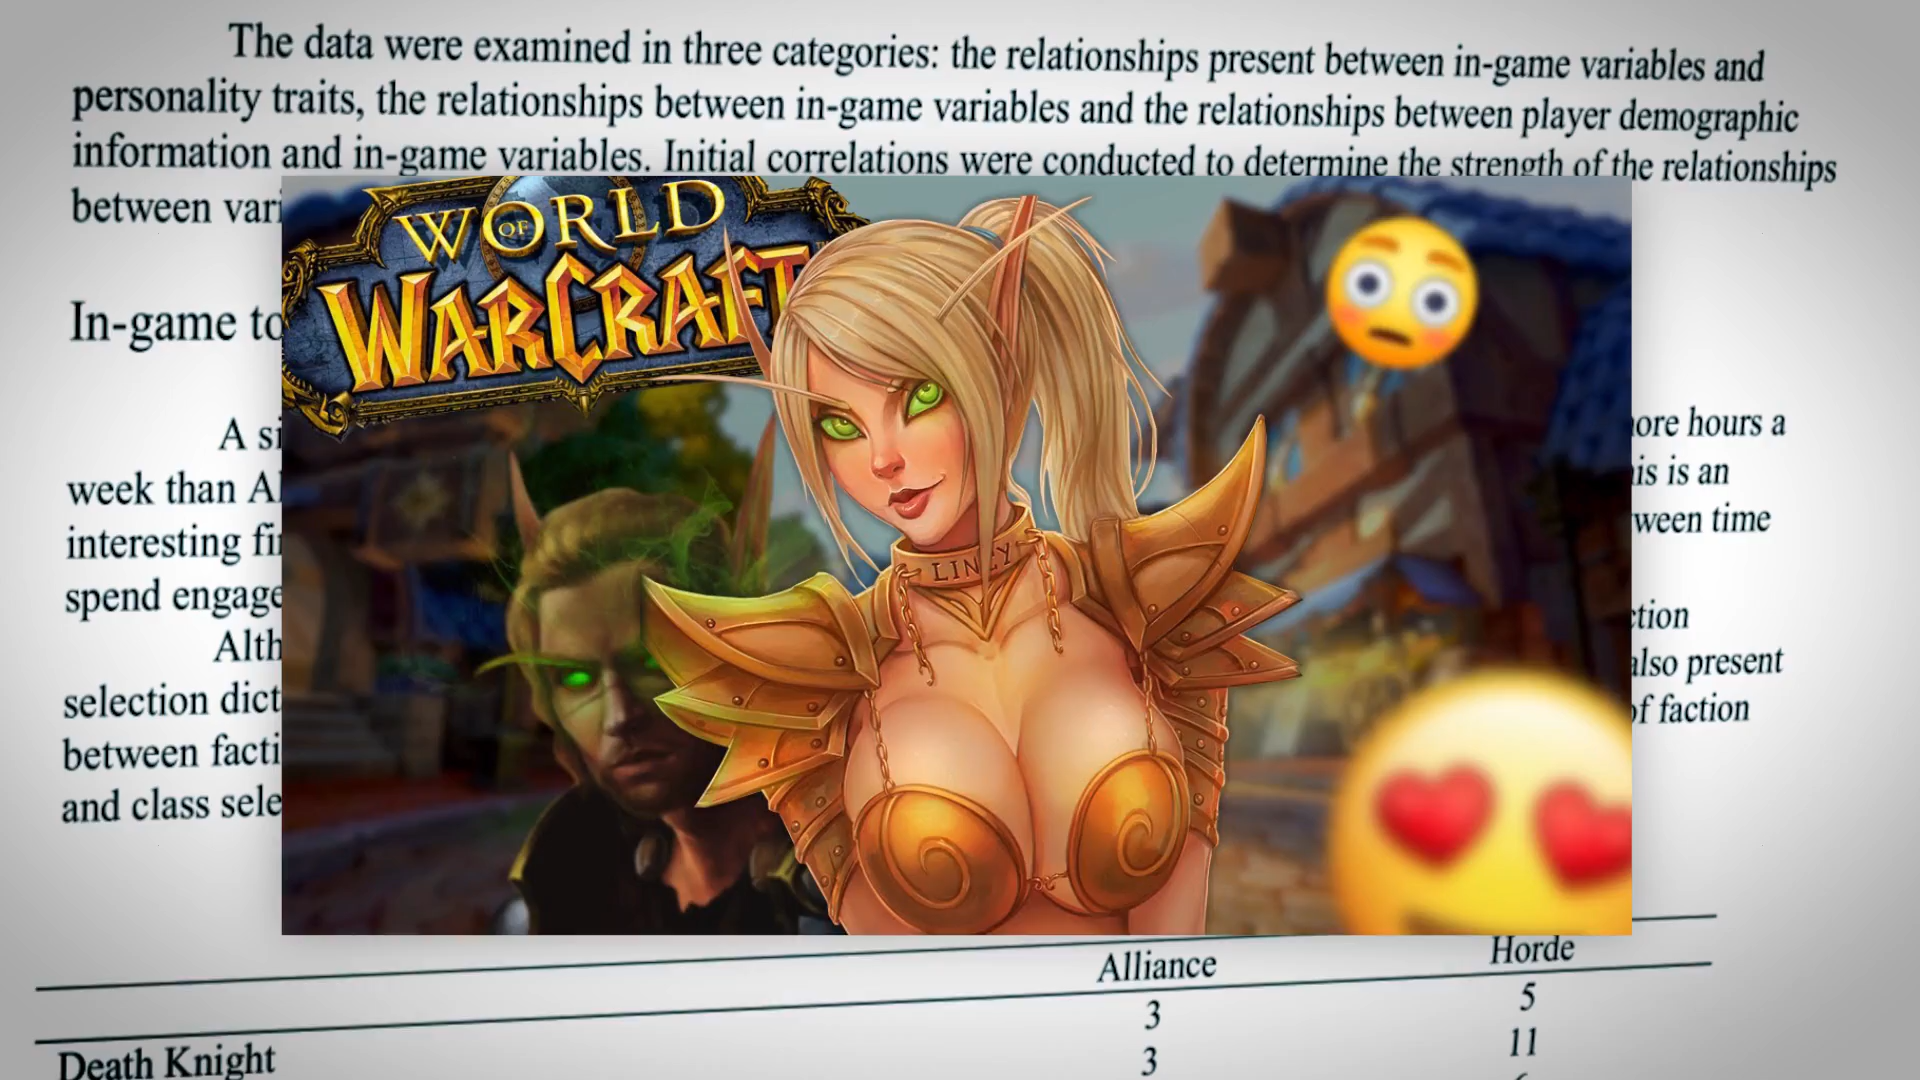 The data were examined in three categories: the relationships present between in-game variables and
personality traits, the relationships between in-game variables and the relationships between player demographic
information and in-game variables. Initial correlations were conducted to determine the strength of the relationships
between vari
WORLD
OF
WARCRAFT
In-game to
A si
ore hours a
week than Al
is is an
interesting fi
ween time
spend engage
Alth
ction
selection dict
also present
between facti
of faction
and class sele
LINZY
Alliance
Horde
3
5
Death Knight
3
11